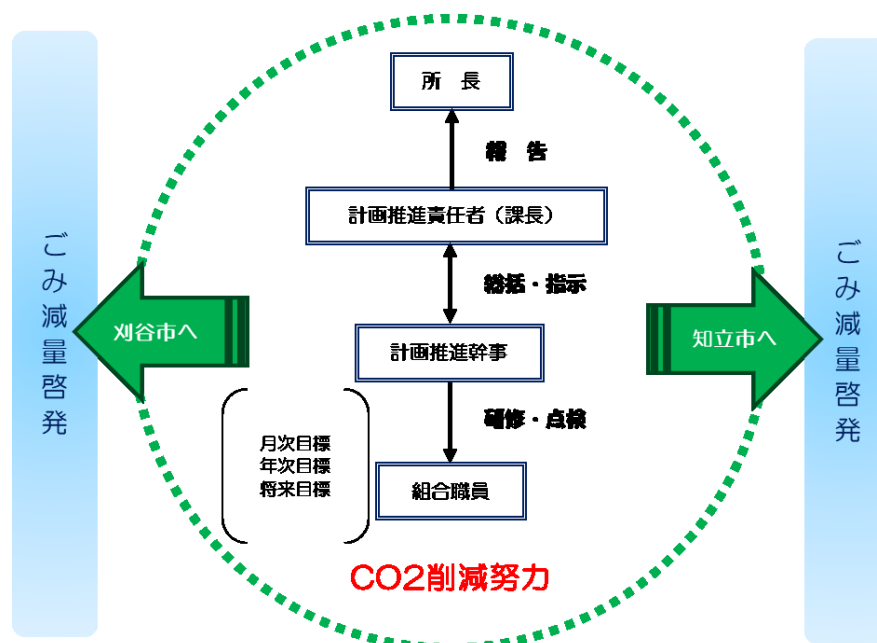 所　長
報　告
計画推進責任者（課長）
総括・指示
計画推進幹事
研修・点検
月次目標
年次目標
将来目標
組合職員
CO2削減努力
刈谷市へ
知立市へ
ごみ減量啓発
ごみ減量啓発